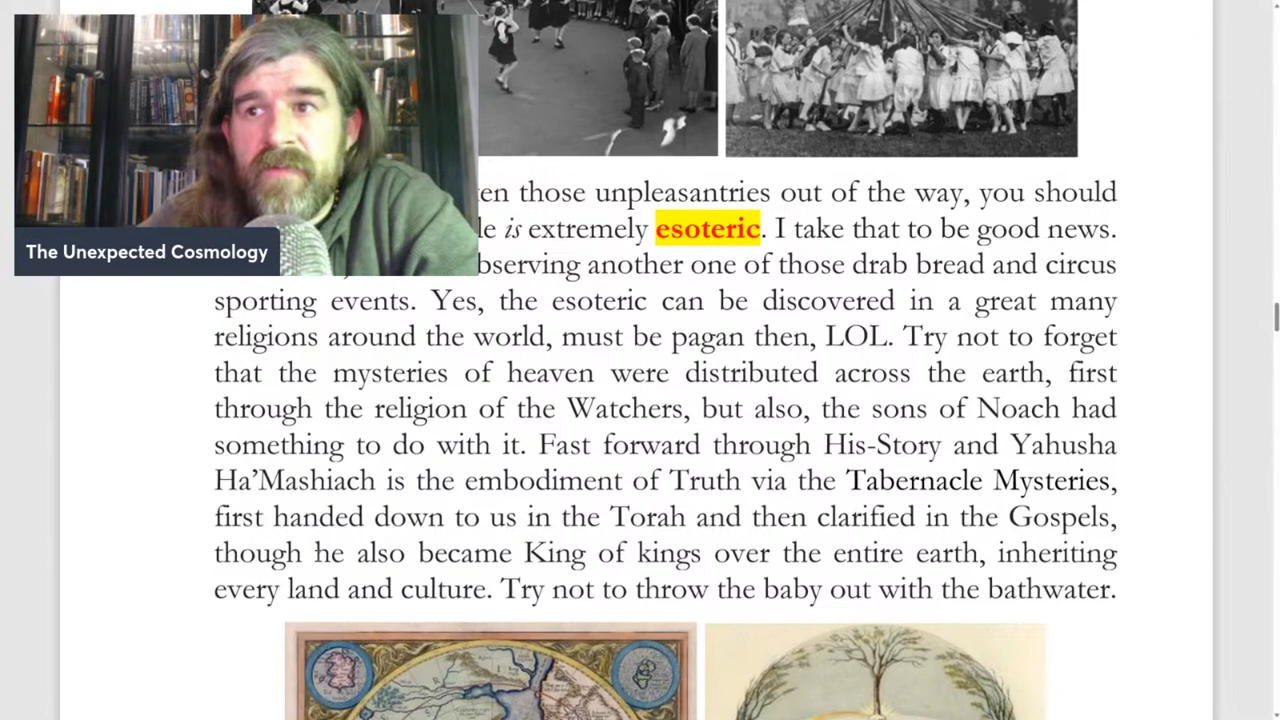 ten those unpleasantries out of the way, you should
le is extremely esoteric. I take that to be good news.
The Unexpected Cosmology
bserving another one of those drab bread and circus
sporting events. Yes, the esoteric can be discovered in a great many
religions around the world, must be pagan then, LOL. Try not to forget
that the mysteries of heaven were distributed across the earth, first
through the religion of the Watchers, but also, the sons of Noach had
something to do with it. Fast forward through His-Story and Yahusha
Ha’Mashiach is the embodiment of Truth via the Tabernacle Mysteries,
first handed down to us in the Torah and then clarified in the Gospels,
though he also became King of kings over the entire earth, inheriting
every land and culture. Try not to throw the baby out with the bathwater.